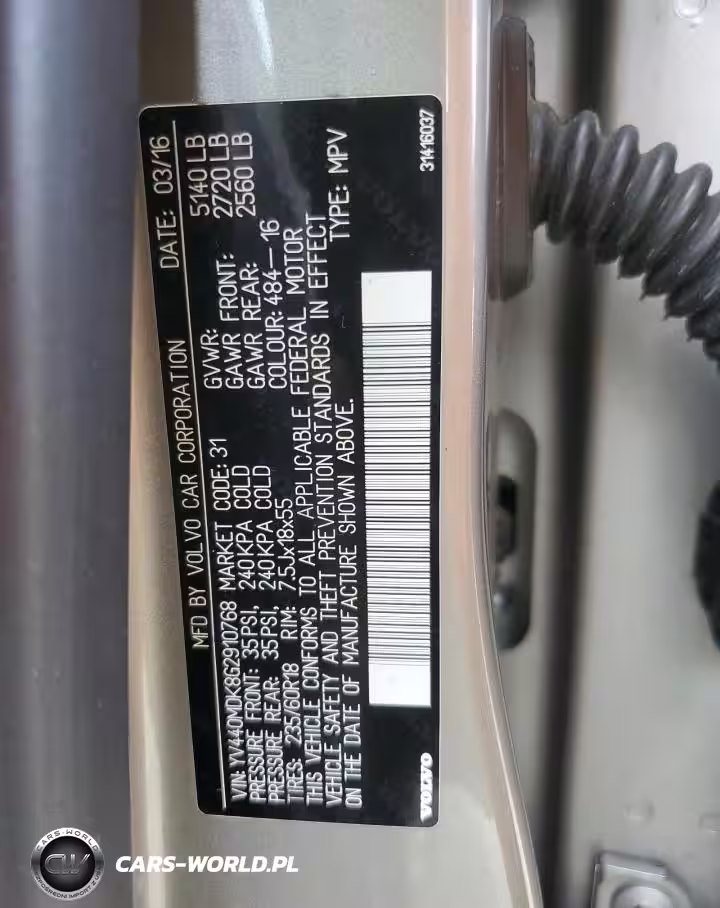 MFD BY VOLVO CAR CORPORATION DATE: 03/16
GVWR: 5140 LB
GAWR FRONT: 2720 LB
GAWR REAR: 2560 LB
VIN: YV440MDK8G2910768 MARKET CODE: 31
PRESSURE FRONT: 35PSI, 240KPA COLD
PRESSURE REAR: 35PSI, 240KPA COLD COLOUR: 484-16
TIRES: 235/60R18 RIM: 7.5Jx18x55
THIS VEHICLE CONFORMS TO ALL APPLICABLE FEDERAL MOTOR
VEHICLE SAFETY AND THEFT PREVENTION STANDARDS IN EFFECT
ON THE DATE OF MANUFACTURE SHOWN ABOVE. TYPE: MPV
VOLVO 31416037
CARS-WORLD
CW
CARS-WORLD.PL